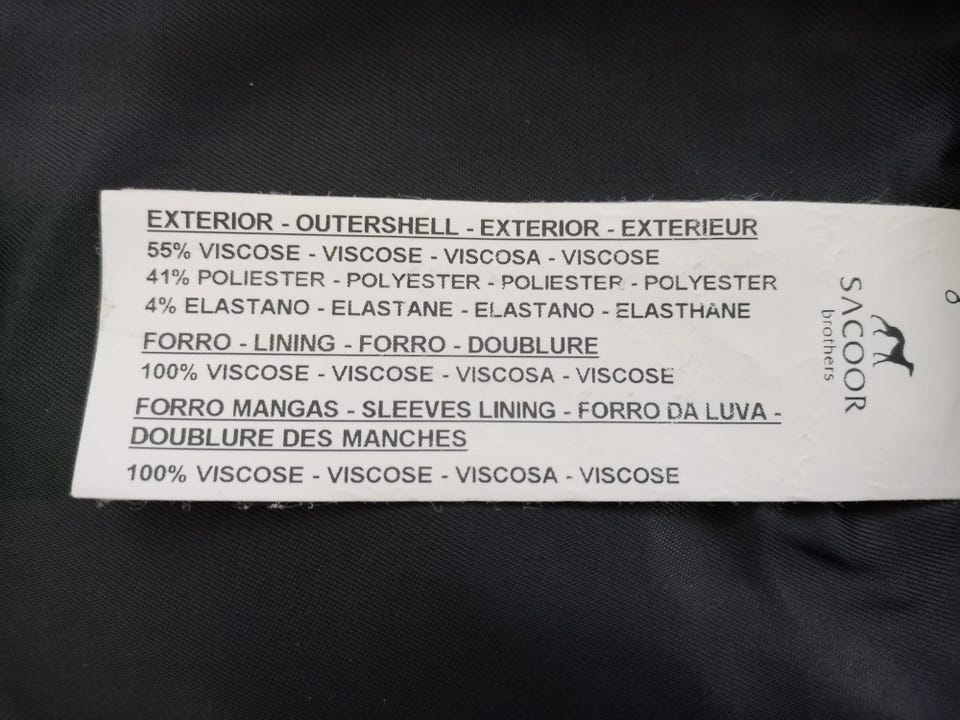 EXTERIOR - OUTERSHELL - EXTERIOR - EXTERIEUR
55% VISCOSE - VISCOSE - VISCOSA - VISCOSE
41% POLIESTER - POLYESTER - POLIESTER - POLYESTER
4% ELASTANO - ELASTANE - ELASTANO - ELASTHANE
FORRO - LINING - FORRO - DOUBLURE
100% VISCOSE - VISCOSE - VISCOSA - VISCOSE
FORRO MANGAS - SLEEVES LINING - FORRO DA LUVA -
DOUBLURE DES MANCHES
100% VISCOSE - VISCOSE - VISCOSA - VISCOSE
SACOOR
brothers